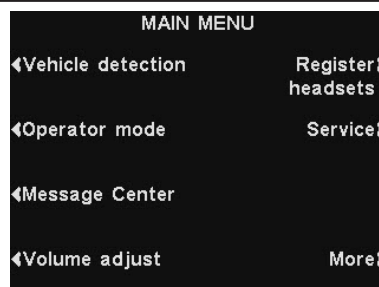 MAIN MENU
Vehicle detection
Register
headsets
Operator mode
Service
Message Center
Volume adjust
More